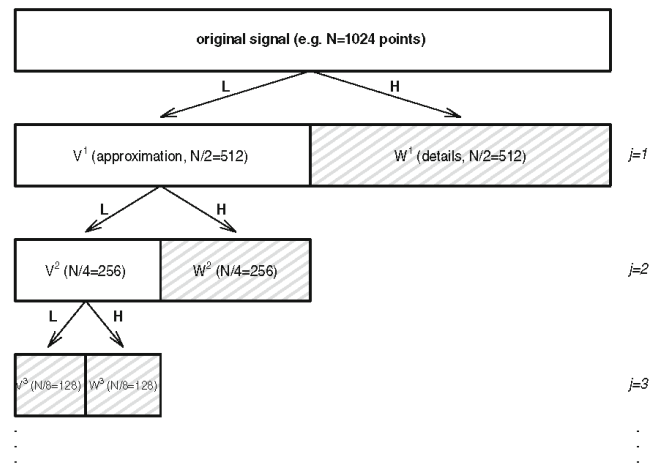 original signal (e.g. N=1024 points)
L H
V¹ (approximation, N/2=512) W¹ (details, N/2=512) j=1
L H
V² (N/4=256) W² (N/4=256) j=2
L H
V³ (N/8=128) W³ (N/8=128) j=3